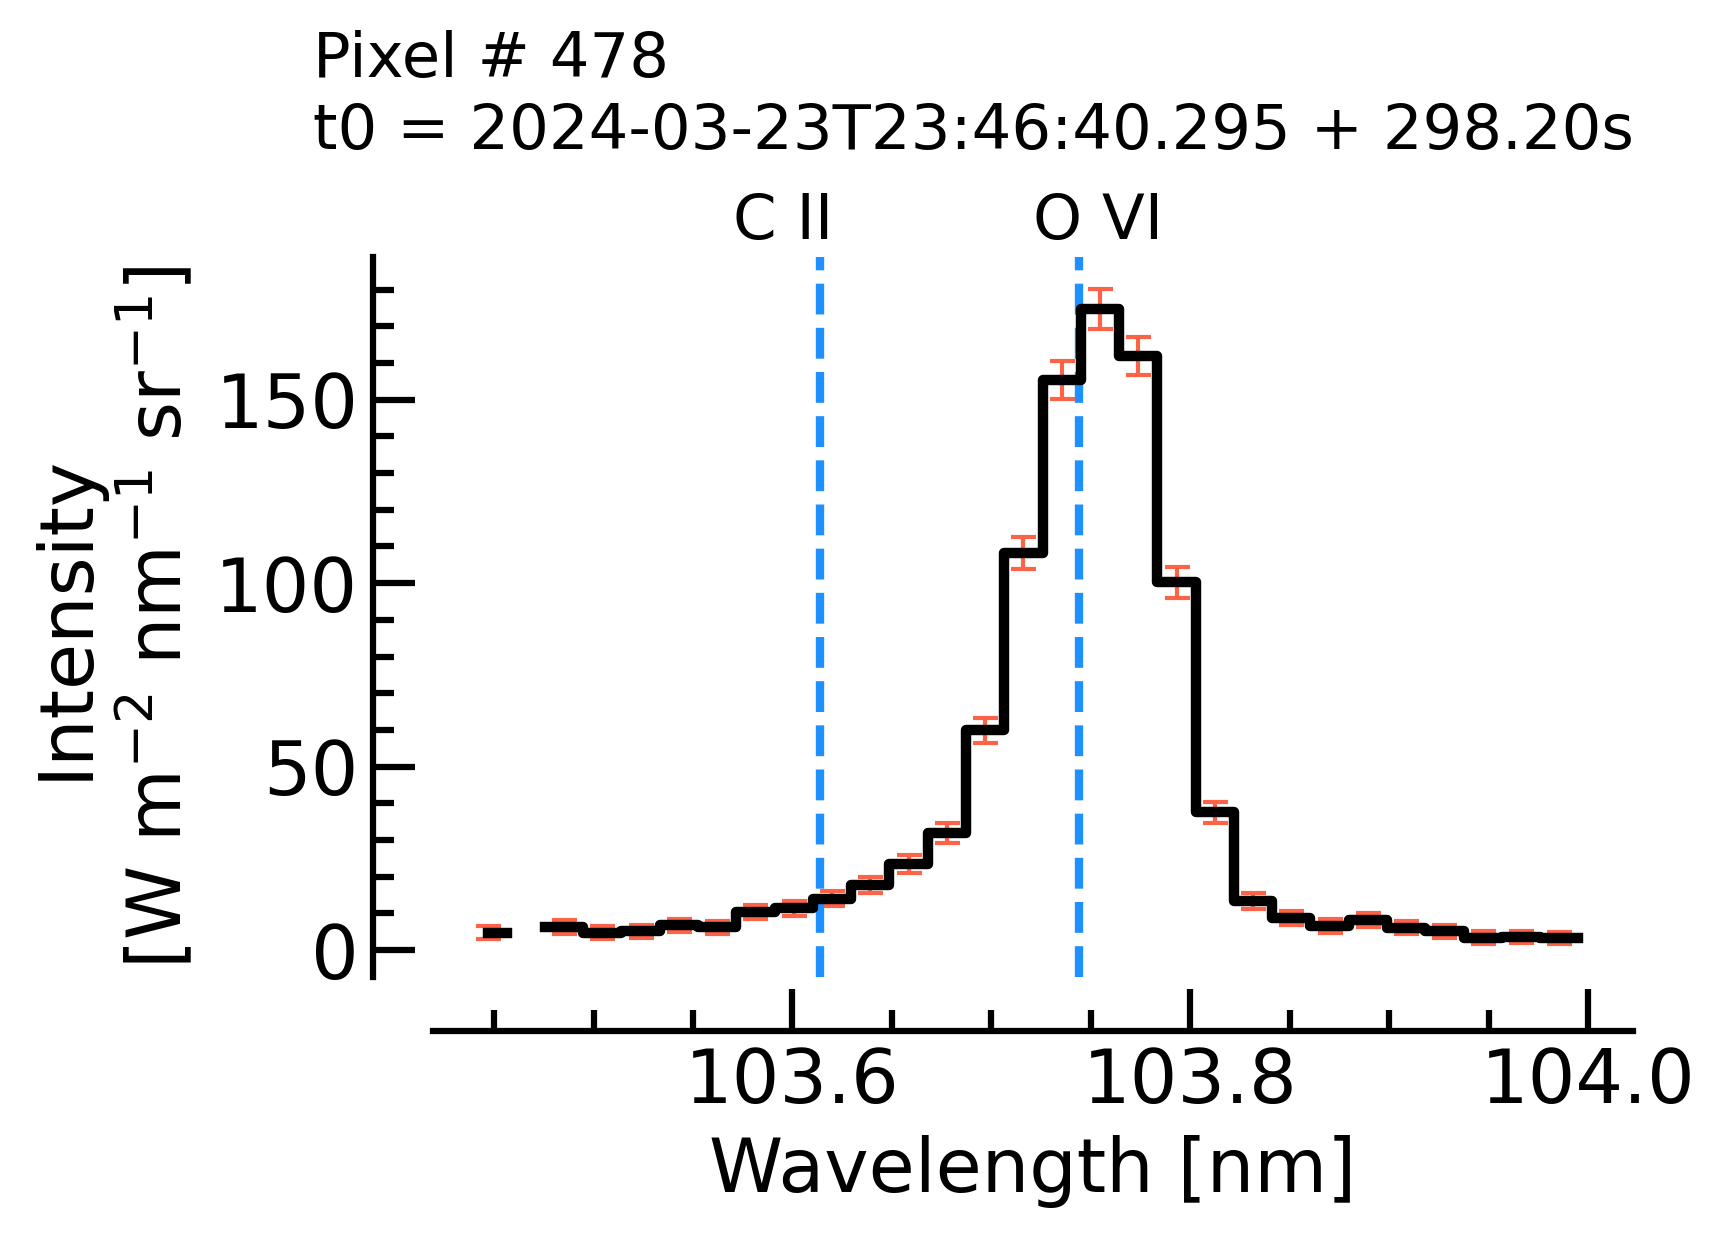 Pixel # 478
t0 = 2024-03-23T23:46:40.295 + 298.20s
C II O VI
Intensity
[W m⁻² nm⁻¹ sr⁻¹]
150
100
50
0
103.6 103.8 104.0
Wavelength [nm]